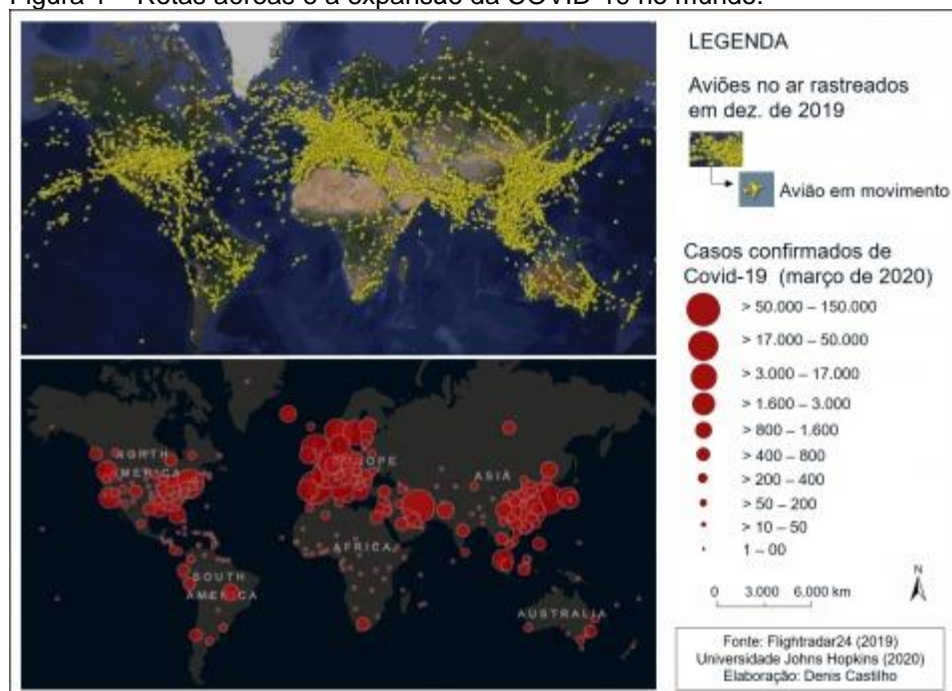 Figura 1 – Rotas aéreas e a expansão da COVID-19 no mundo.
LEGENDA
Aviões no ar rastreados
em dez. de 2019
Avião em movimento
Casos confirmados de
Covid-19 (março de 2020)
> 50.000 – 150.000
> 17.000 – 50.000
> 3.000 – 17.000
> 1.600 – 3.000
> 800 – 1.600
> 400 – 800
> 200 – 400
> 50 – 200
> 10 – 50
1 – 00
N
0 3.000 6.000 km
Fonte: Flightradar24 (2019)
Universidade Johns Hopkins (2020)
Elaboração: Denis Castilho
NORTH
AMERICA
EUROPE
ASIA
AFRICA
SOUTH
AMERICA
AUSTRALIA